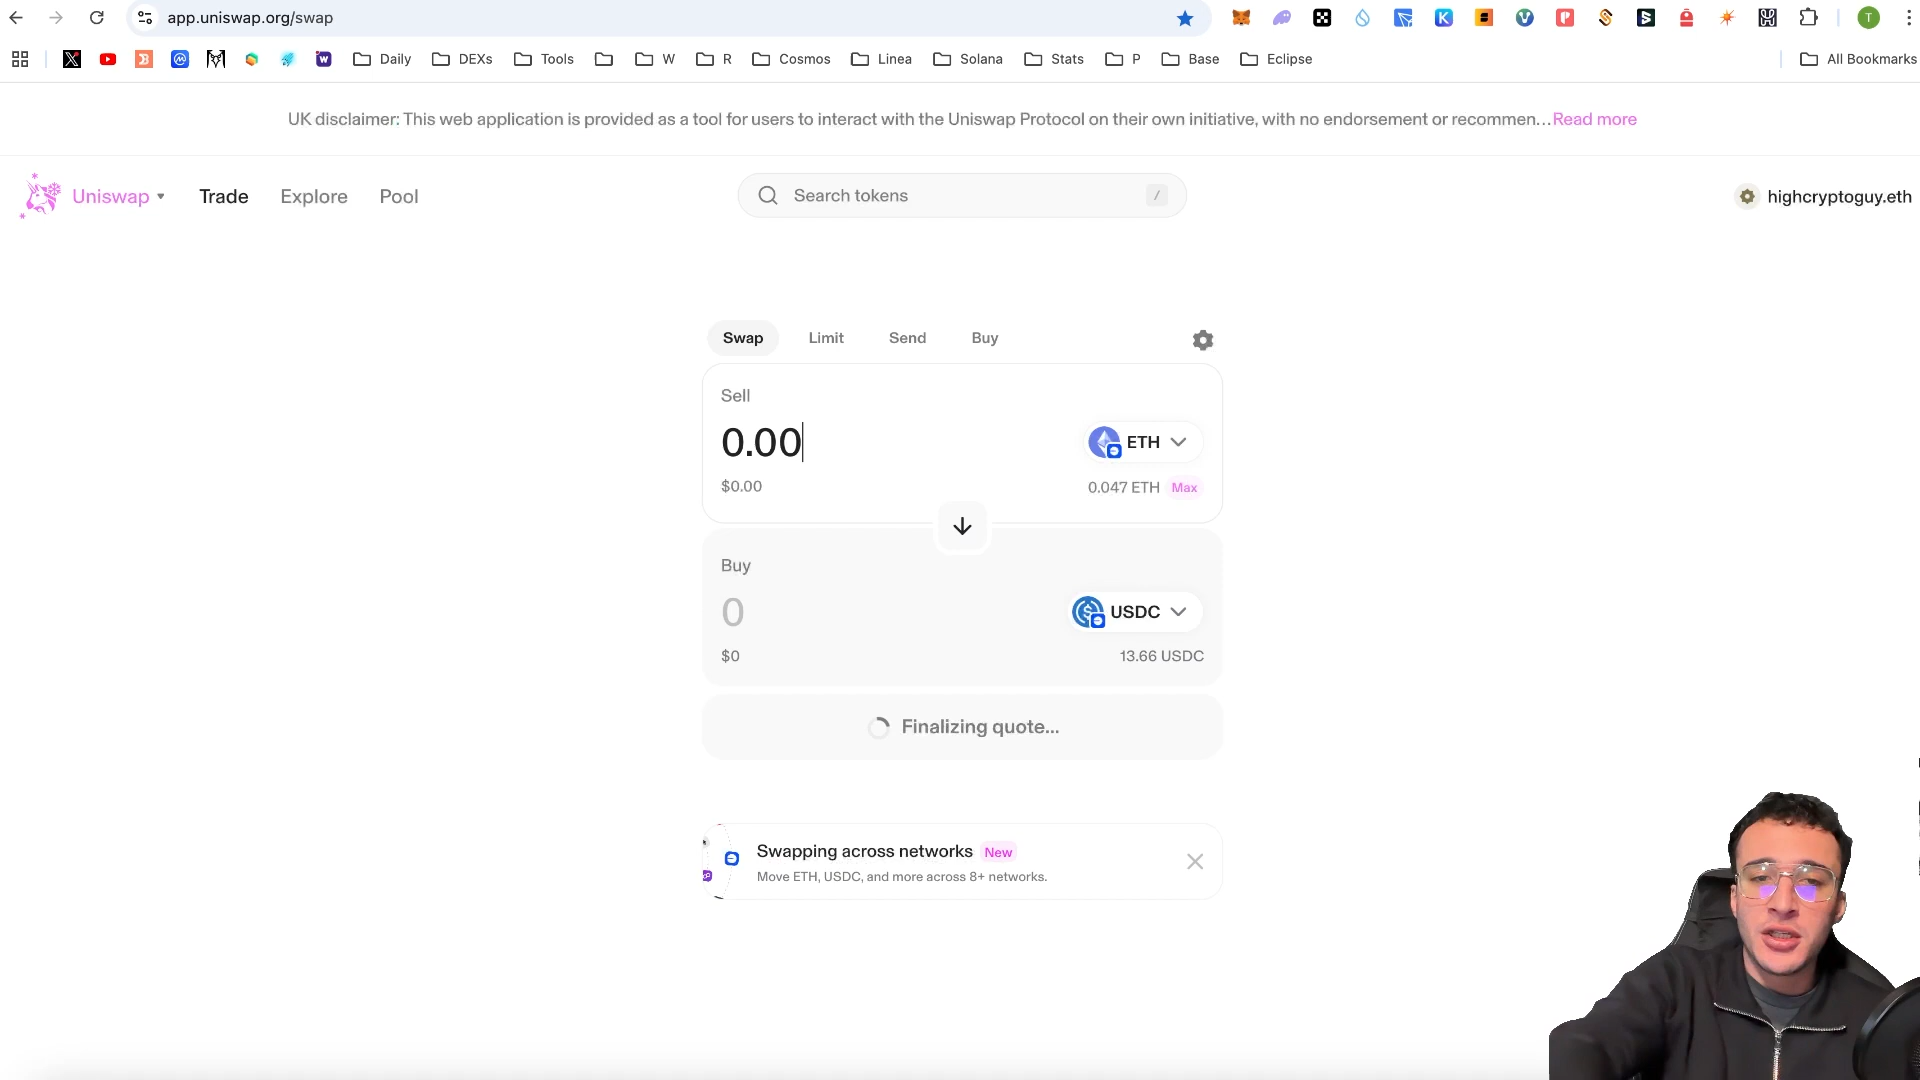 app.uniswap.org/swap
T
Daily
DEXs
Tools
W
R
Cosmos
Linea
Solana
Stats
P
Base
Eclipse
All Bookmarks
UK disclaimer: This web application is provided as a tool for users to interact with the Uniswap Protocol on their own initiative, with no endorsement or recommen...Read more
Uniswap
Trade
Explore
Pool
Search tokens
/
highcryptoguy.eth
Swap
Limit
Send
Buy
Sell
0.00
ETH
$0.00
0.047 ETH
Max
Buy
0
USDC
$0
13.66 USDC
Finalizing quote...
Swapping across networks New
Move ETH, USDC, and more across 8+ networks.